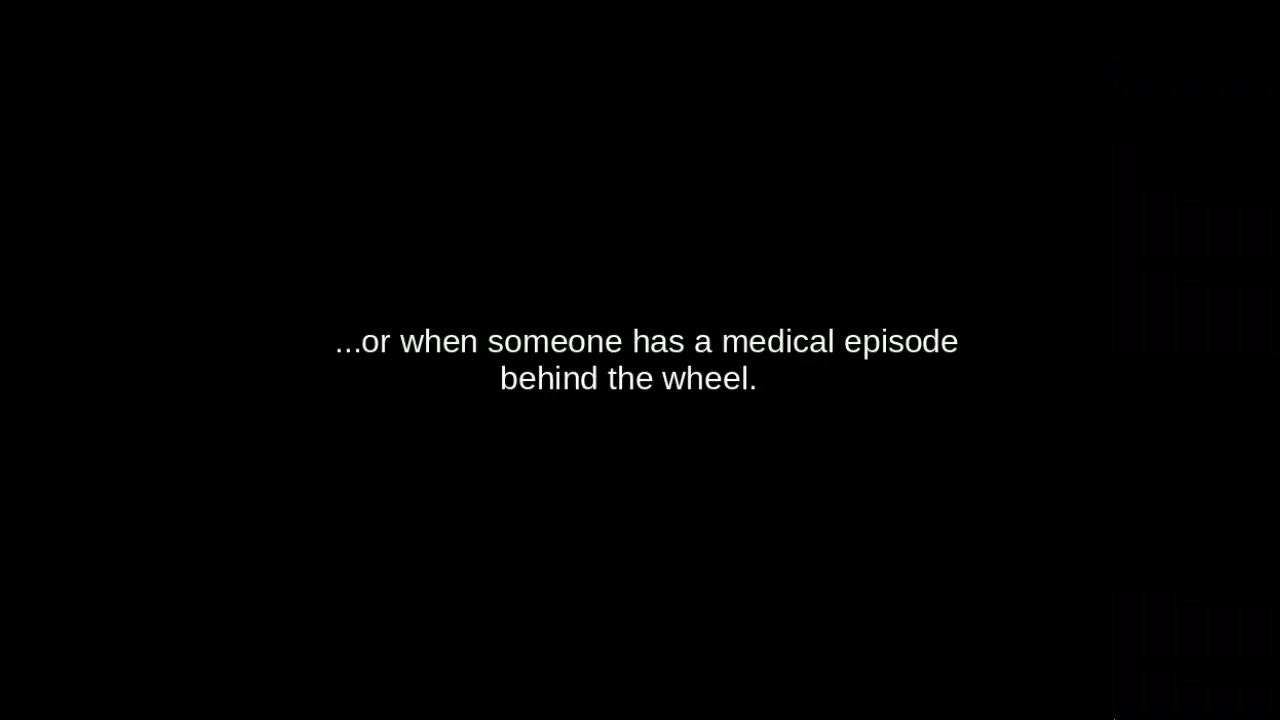 ...or when someone has a medical episode
behind the wheel.